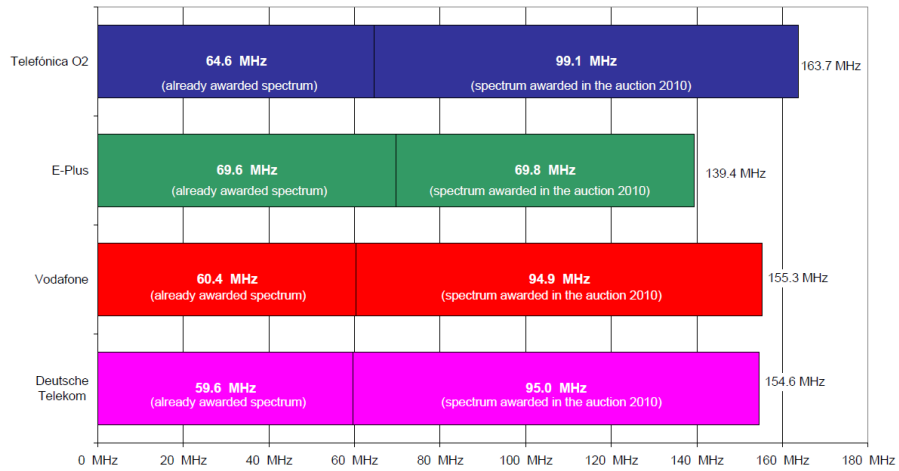 Telefónica O2
64.6 MHz
(already awarded spectrum)
99.1 MHz
(spectrum awarded in the auction 2010)
163.7 MHz
E-Plus
69.6 MHz
(already awarded spectrum)
69.8 MHz
(spectrum awarded in the auction 2010)
139.4 MHz
Vodafone
60.4 MHz
(already awarded spectrum)
94.9 MHz
(spectrum awarded in the auction 2010)
155.3 MHz
Deutsche
Telekom
59.6 MHz
(already awarded spectrum)
95.0 MHz
(spectrum awarded in the auction 2010)
154.6 MHz
0 MHz 20 MHz 40 MHz 60 MHz 80 MHz 100 MHz 120 MHz 140 MHz 160 MHz 180 MHz